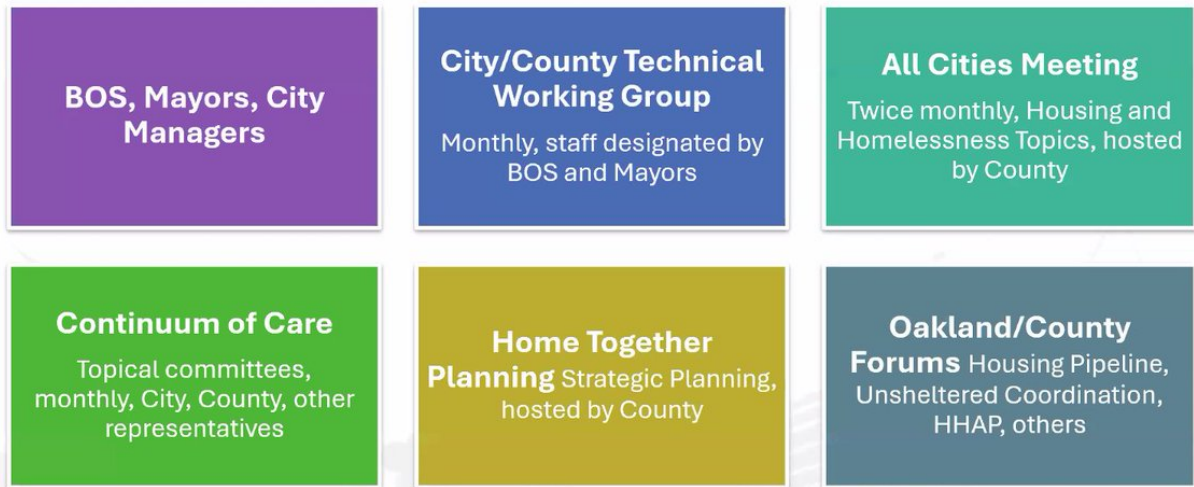 BOS, Mayors, City
Managers
City/County Technical
Working Group
Monthly, staff designated by
BOS and Mayors
All Cities Meeting
Twice monthly, Housing and
Homelessness Topics, hosted
by County
Continuum of Care
Topical committees,
monthly, City, County, other
representatives
Home Together
Planning Strategic Planning,
hosted by County
Oakland/County
Forums Housing Pipeline,
Unsheltered Coordination,
HHAP, others